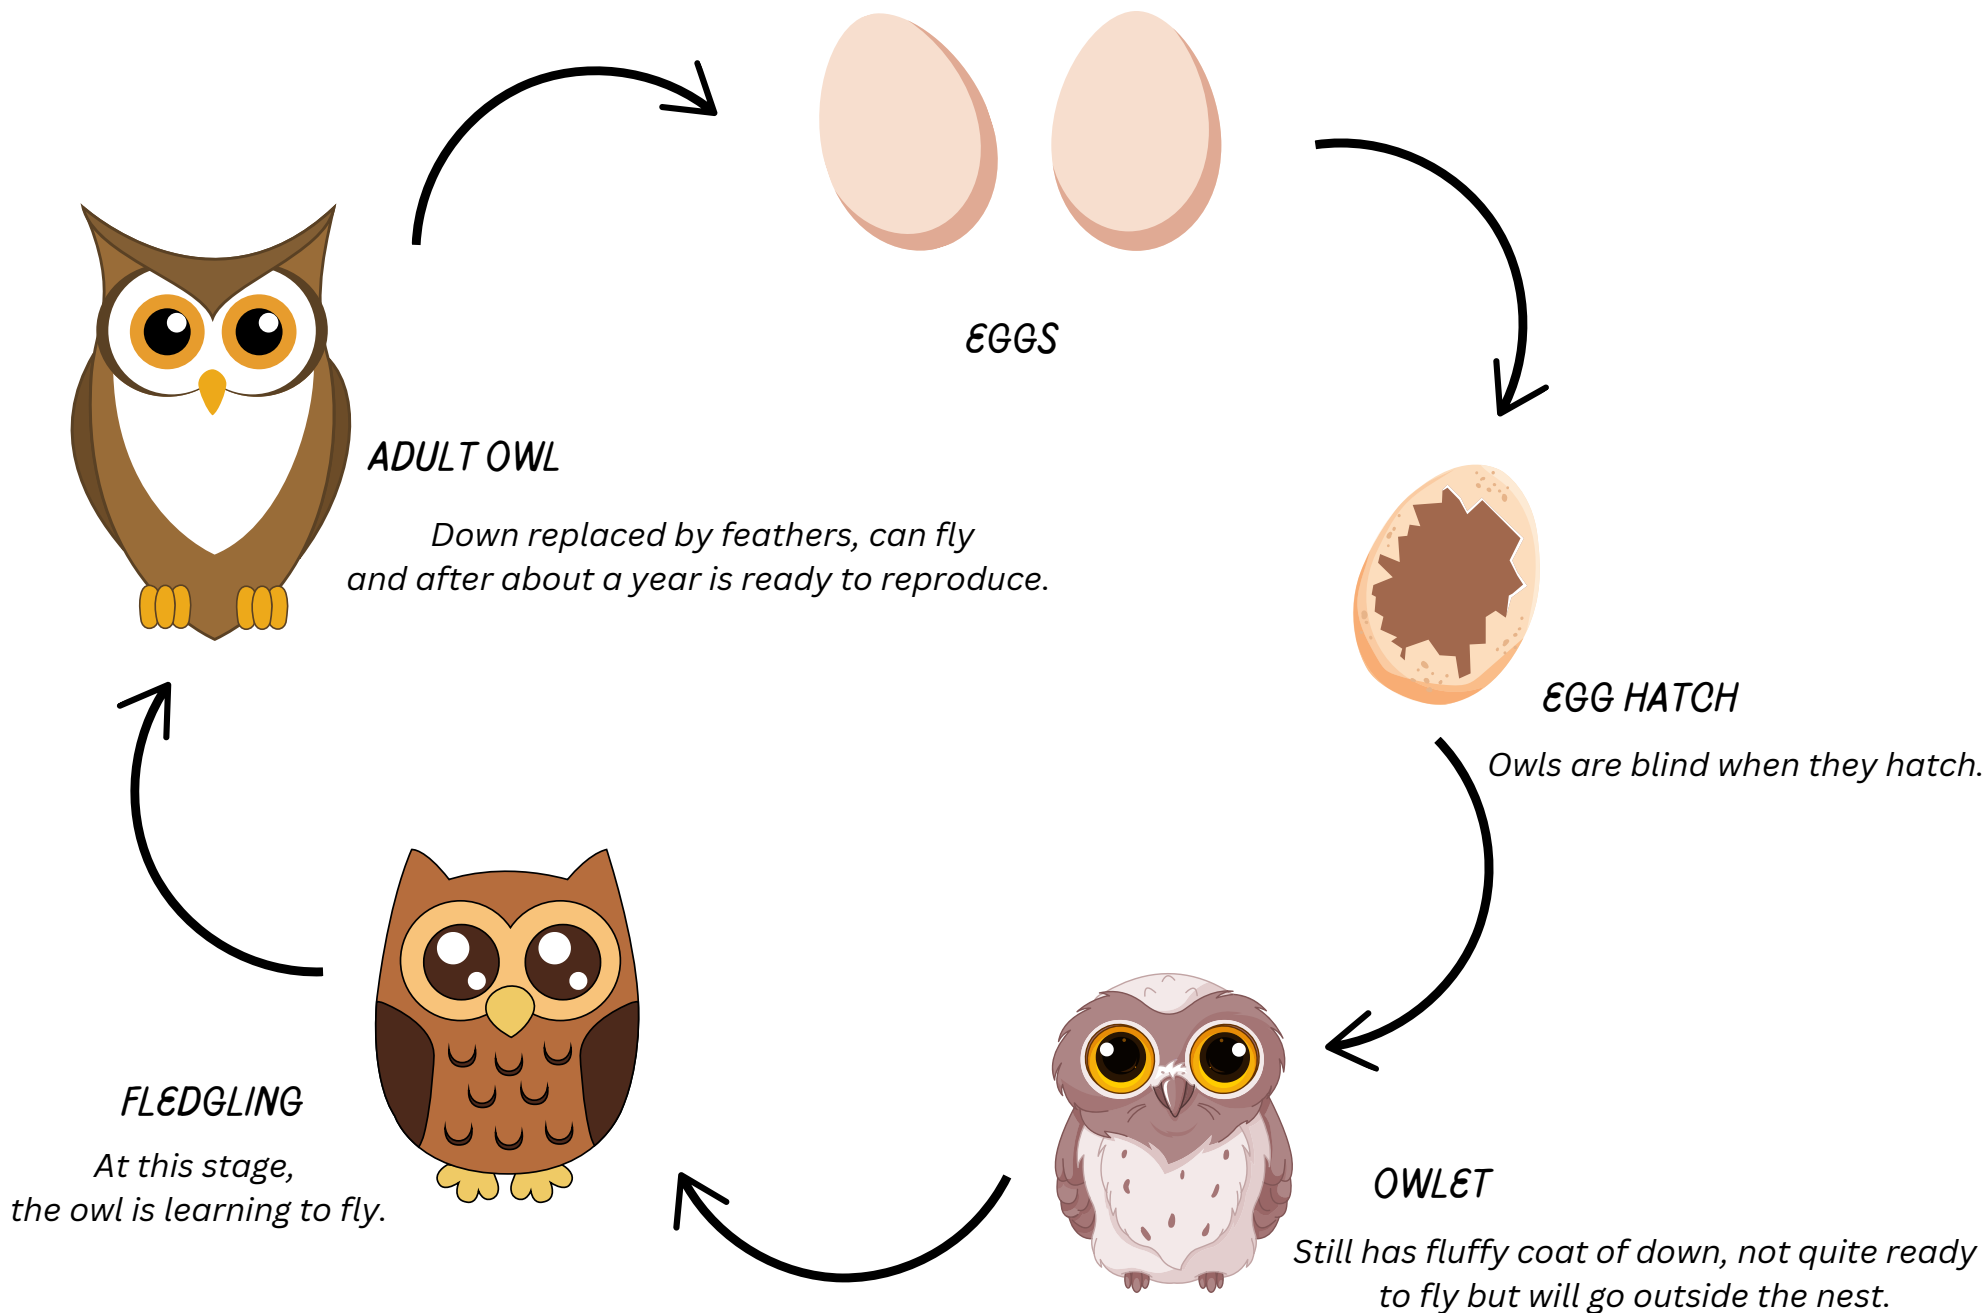 EGGS
ADULT OWL
Down replaced by feathers, can fly
and after about a year is ready to reproduce.
EGG HATCH
Owls are blind when they hatch.
OWLET
Still has fluffy coat of down, not quite ready
to fly but will go outside the nest.
FLEDGLING
At this stage,
the owl is learning to fly.